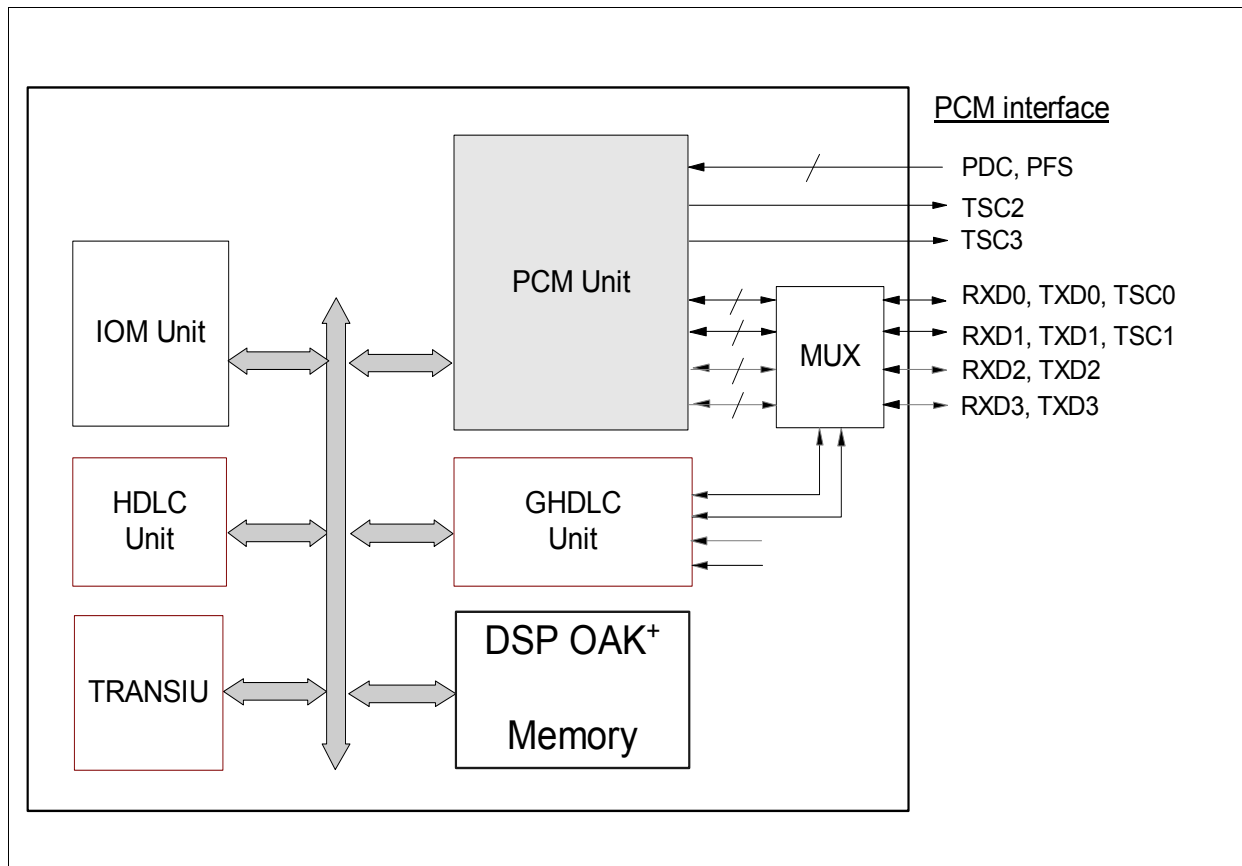 PCM interface
PDC, PFS
TSC2
TSC3
PCM Unit
RXD0, TXD0, TSC0
IOM Unit
RXD1, TXD1, TSC1
MUX
RXD2, TXD2
RXD3, TXD3
HDLC
Unit
GHDLC
Unit
DSP OAK+
TRANSIU
Memory